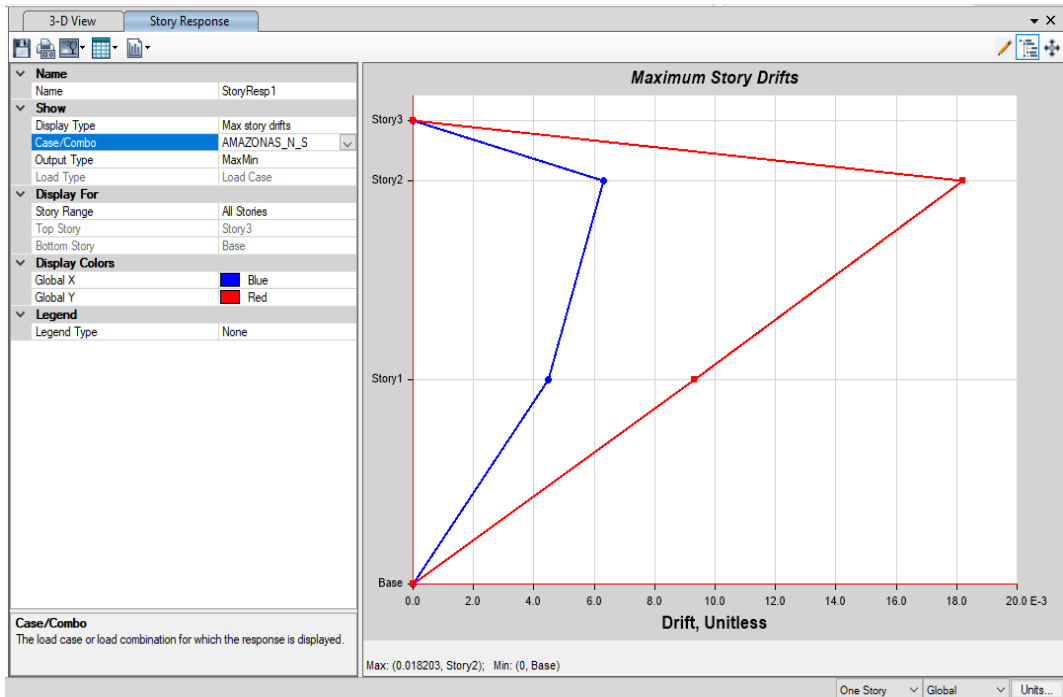 3-D View Story Response
Name
Name StoryResp1
Show
Display Type Max story drifts
Case/Combo AMAZONAS_N_S
Output Type MaxMin
Load Type Load Case
Display For
Story Range All Stories
Top Story Story3
Bottom Story Base
Display Colors
Global X Blue
Global Y Red
Legend
Legend Type None
Case/Combo
The load case or load combination for which the response is displayed.
Maximum Story Drifts
Story3
Story2
Story1
Base
0.0 2.0 4.0 6.0 8.0 10.0 12.0 14.0 16.0 18.0 20.0 E-3
Drift, Unitless
Max: (0.018203, Story2); Min: (0, Base)
One Story Global Units...